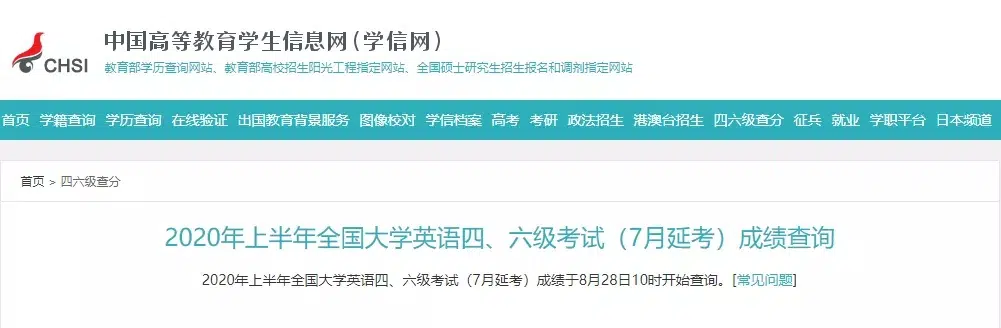 中国高等教育学生信息网(学信网)
CHSI
教育部学历查询网站、教育部高校招生阳光工程指定网站、全国硕士研究生招生报名和调剂指定网站
首页 学籍查询 学历查询 在线验证 出国教育背景服务 图像校对 学信档案 高考 考研 政法招生 港澳台招生 四六级查分 征兵 就业 学职平台 日本频道
首页 > 四六级查分
2020年上半年全国大学英语四、六级考试（7月延考）成绩查询
2020年上半年全国大学英语四、六级考试（7月延考）成绩于8月28日10时开始查询。[常见问题]